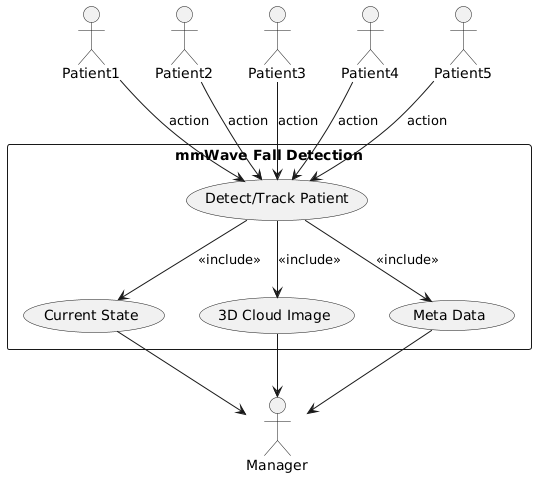 Patient1
Patient2
Patient3
Patient4
Patient5
action
action
action
action
action
mmWave Fall Detection
Detect/Track Patient
«include»
«include»
«include»
Current State
3D Cloud Image
Meta Data
Manager